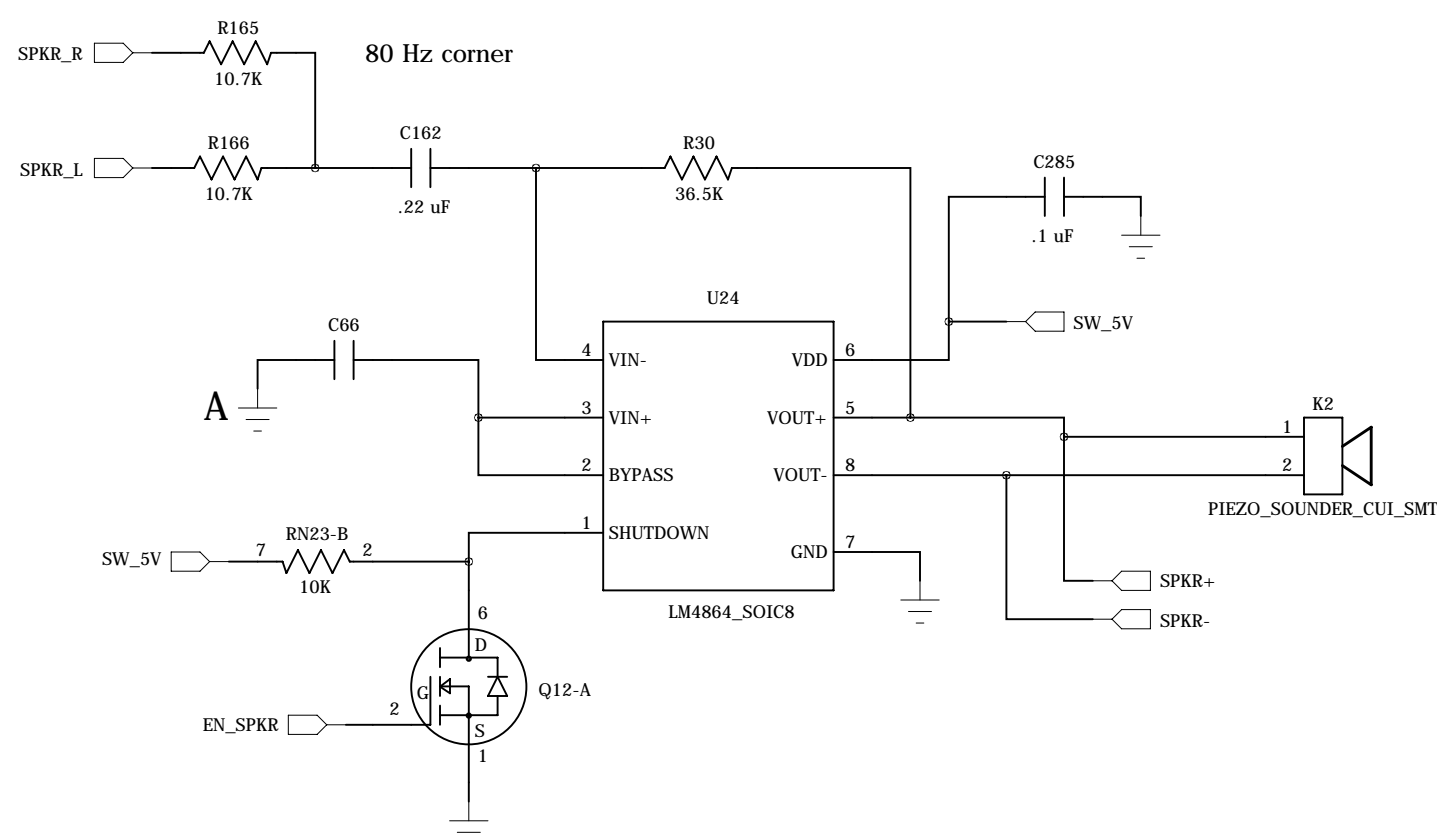 R165
SPKR_R
10.7K
80 Hz corner
R166
SPKR_L
10.7K
C162
.22 uF
R30
36.5K
C285
.1 uF
SW_5V
U24
C66
A
4 VIN-
3 VIN+
2 BYPASS
1 SHUTDOWN
VDD 6
VOUT+ 5
VOUT- 8
GND 7
LM4864_SOIC8
K2
1
2
PIEZO_SOUNDER_CUI_SMT
SPKR+
SPKR-
RN23-B
SW_5V 7 2
10K
6
D
G
S
Q12-A
EN_SPKR 2
1